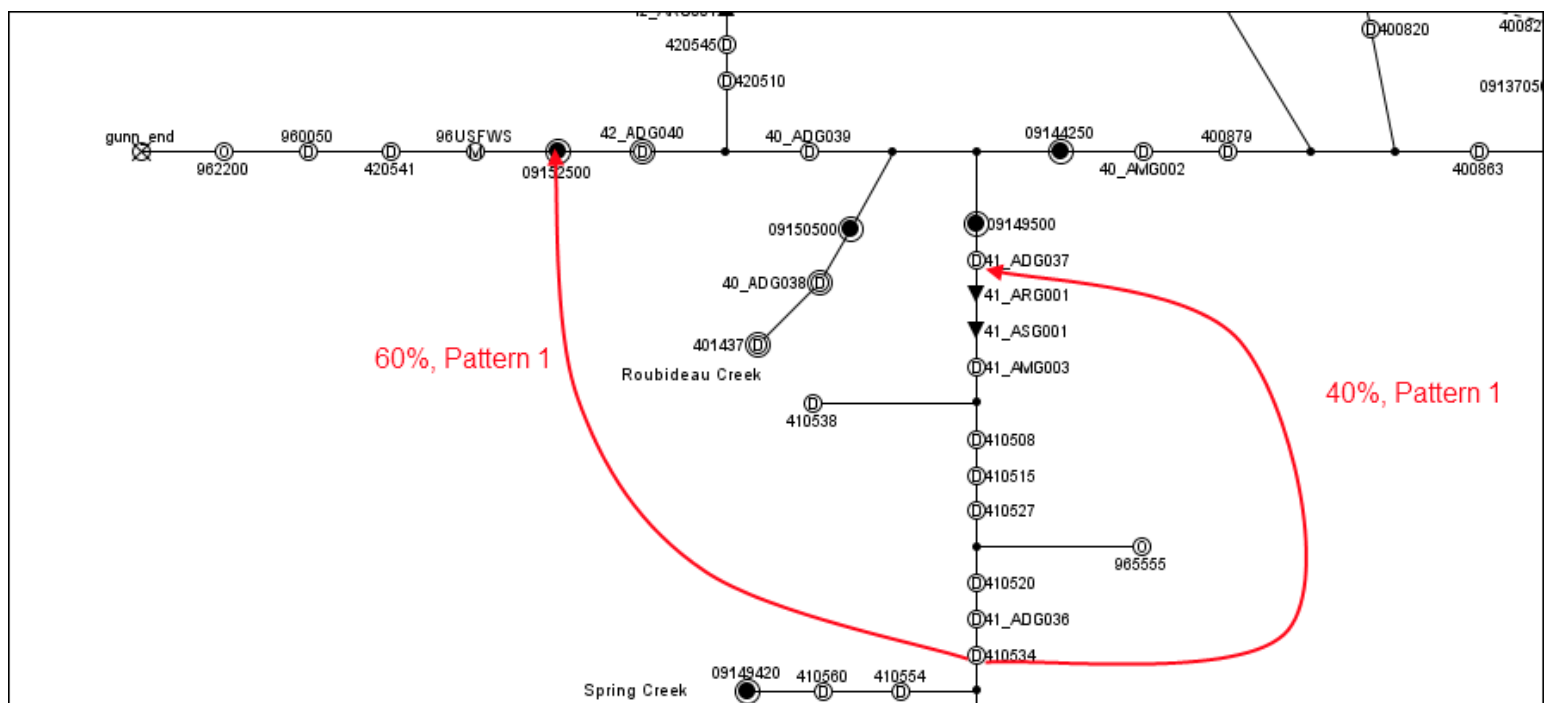 420545
D
D
400820
420510
D
gunn_end
960050
96USFWS
42_ADG040
40_ADG039
09144250
400879
O
D
D
M
D
D
D
D
D
962200
420541
09152500
40_AMG002
400863
09150500
09149500
D
41_ADG037
40_ADG038
D
41_ARG001
41_ASG001
401437
D
60%, Pattern 1
D
41_AMG003
Roubideau Creek
40%, Pattern 1
D
410538
D
410508
D
410515
D
410527
O
965555
D
410520
D
41_ADG036
D
410534
09149420
410560
410554
Spring Creek
D
D